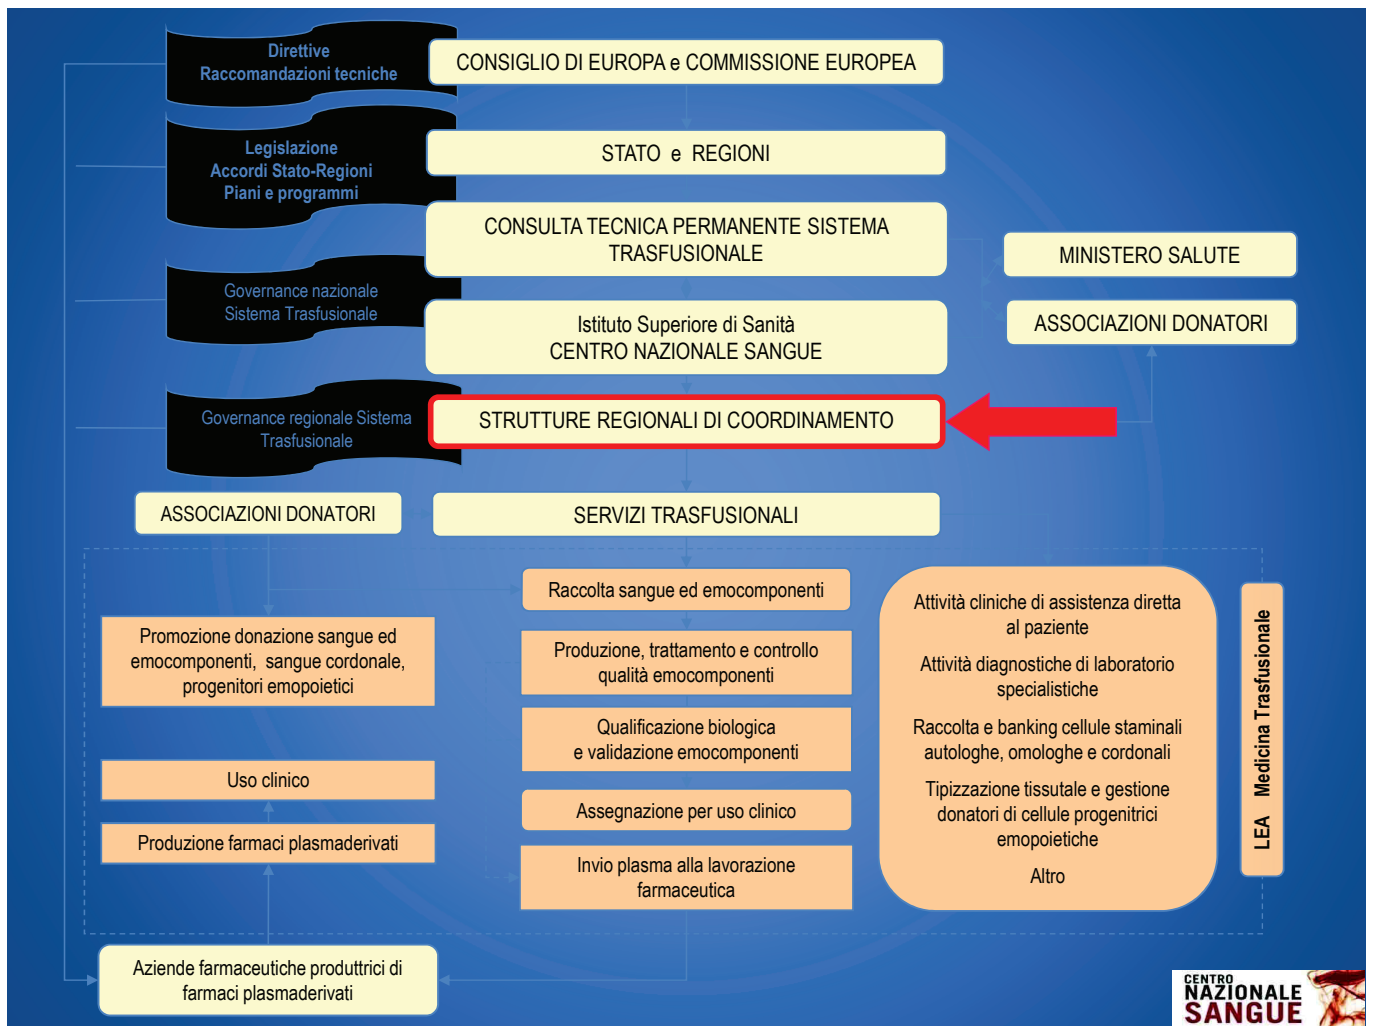 Direttive
Raccomandazioni tecniche
CONSIGLIO DI EUROPA e COMMISSIONE EUROPEA
Legislazione
Accordi Stato-Regioni
Piani e programmi
STATO e REGIONI
CONSULTA TECNICA PERMANENTE SISTEMA
TRASFUSIONALE
MINISTERO SALUTE
Governance nazionale
Sistema Trasfusionale
Istituto Superiore di Sanità
CENTRO NAZIONALE SANGUE
ASSOCIAZIONI DONATORI
Governance regionale Sistema
Trasfusionale
STRUTTURE REGIONALI DI COORDINAMENTO
ASSOCIAZIONI DONATORI
SERVIZI TRASFUSIONALI
Promozione donazione sangue ed
emocomponenti, sangue cordonale,
progenitori emopoietici
Uso clinico
Produzione farmaci plasmaderivati
Raccolta sangue ed emocomponenti
Produzione, trattamento e controllo
qualità emocomponenti
Qualificazione biologica
e validazione emocomponenti
Assegnazione per uso clinico
Invio plasma alla lavorazione
farmaceutica
Attività cliniche di assistenza diretta
al paziente
Attività diagnostiche di laboratorio
specialistiche
Raccolta e banking cellule staminali
autologhe, omologhe e cordonali
Tipizzazione tissutale e gestione
donatori di cellule progenitrici
emopoietiche
Altro
LEA Medicina Trasfusionale
Aziende farmaceutiche produttrici di
farmaci plasmaderivati
CENTRO
NAZIONALE
SANGUE